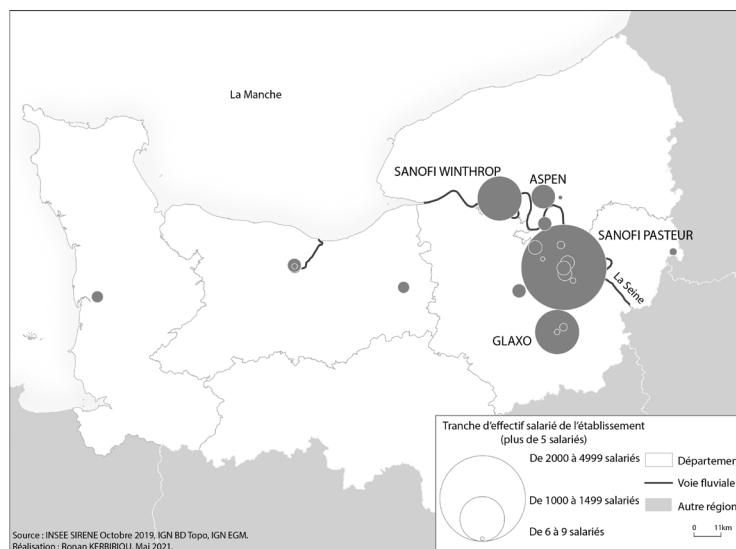 La Manche
SANOFI WINTHROP
ASPEN
SANOFI PASTEUR
La Seine
GLAXO
Tranche d'effectif salarié de l'établissement
(plus de 5 salariés)
De 2000 à 4999 salariés
De 1000 à 1499 salariés
De 6 à 9 salariés
Départemen
Voie fluviale
Autre région
0 11km
Source : INSEE SIRENE Octobre 2019, IGN BD Topo, IGN EGM.
Réalisation : Ronan KERBIRIOU, Mai 2021.